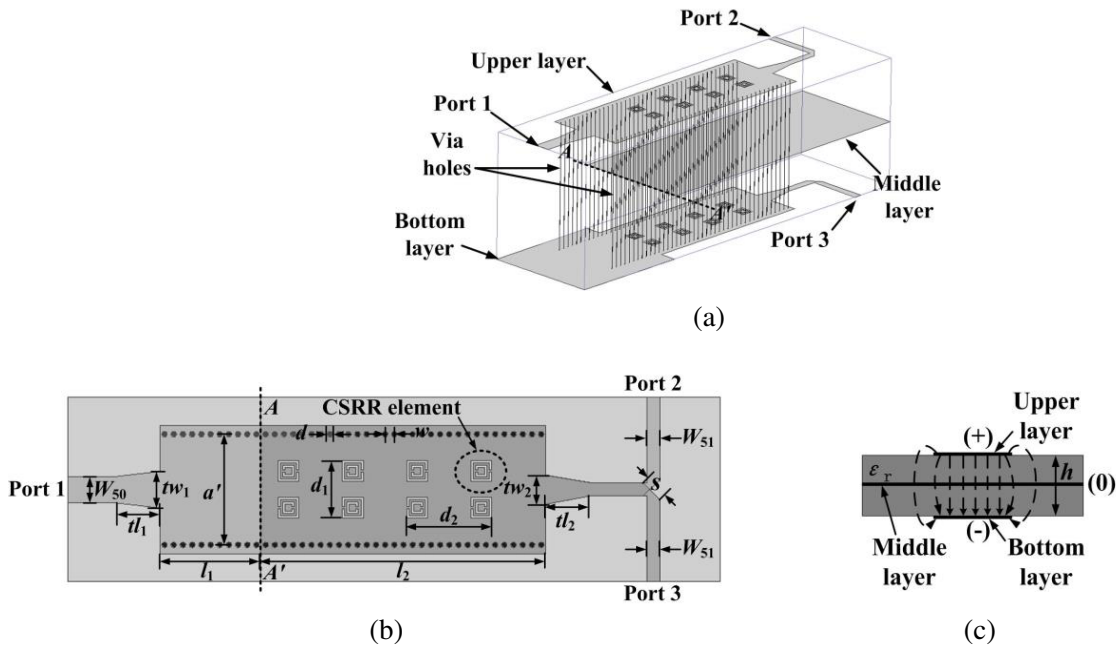 Port 2
Upper layer
Port 1
Via
holes
A
A'
Bottom
layer
Middle
layer
Port 3
(a)
Port 2
A
CSRR element
d
w
W51
Port 1
W50
tw1
a'
d1
d2
tw2
s
tl1
tl2
W51
l1
A'
l2
Port 3
(b)
Upper
layer
(+)
εr
h
(0)
(-)
Middle
layer
Bottom
layer
(c)